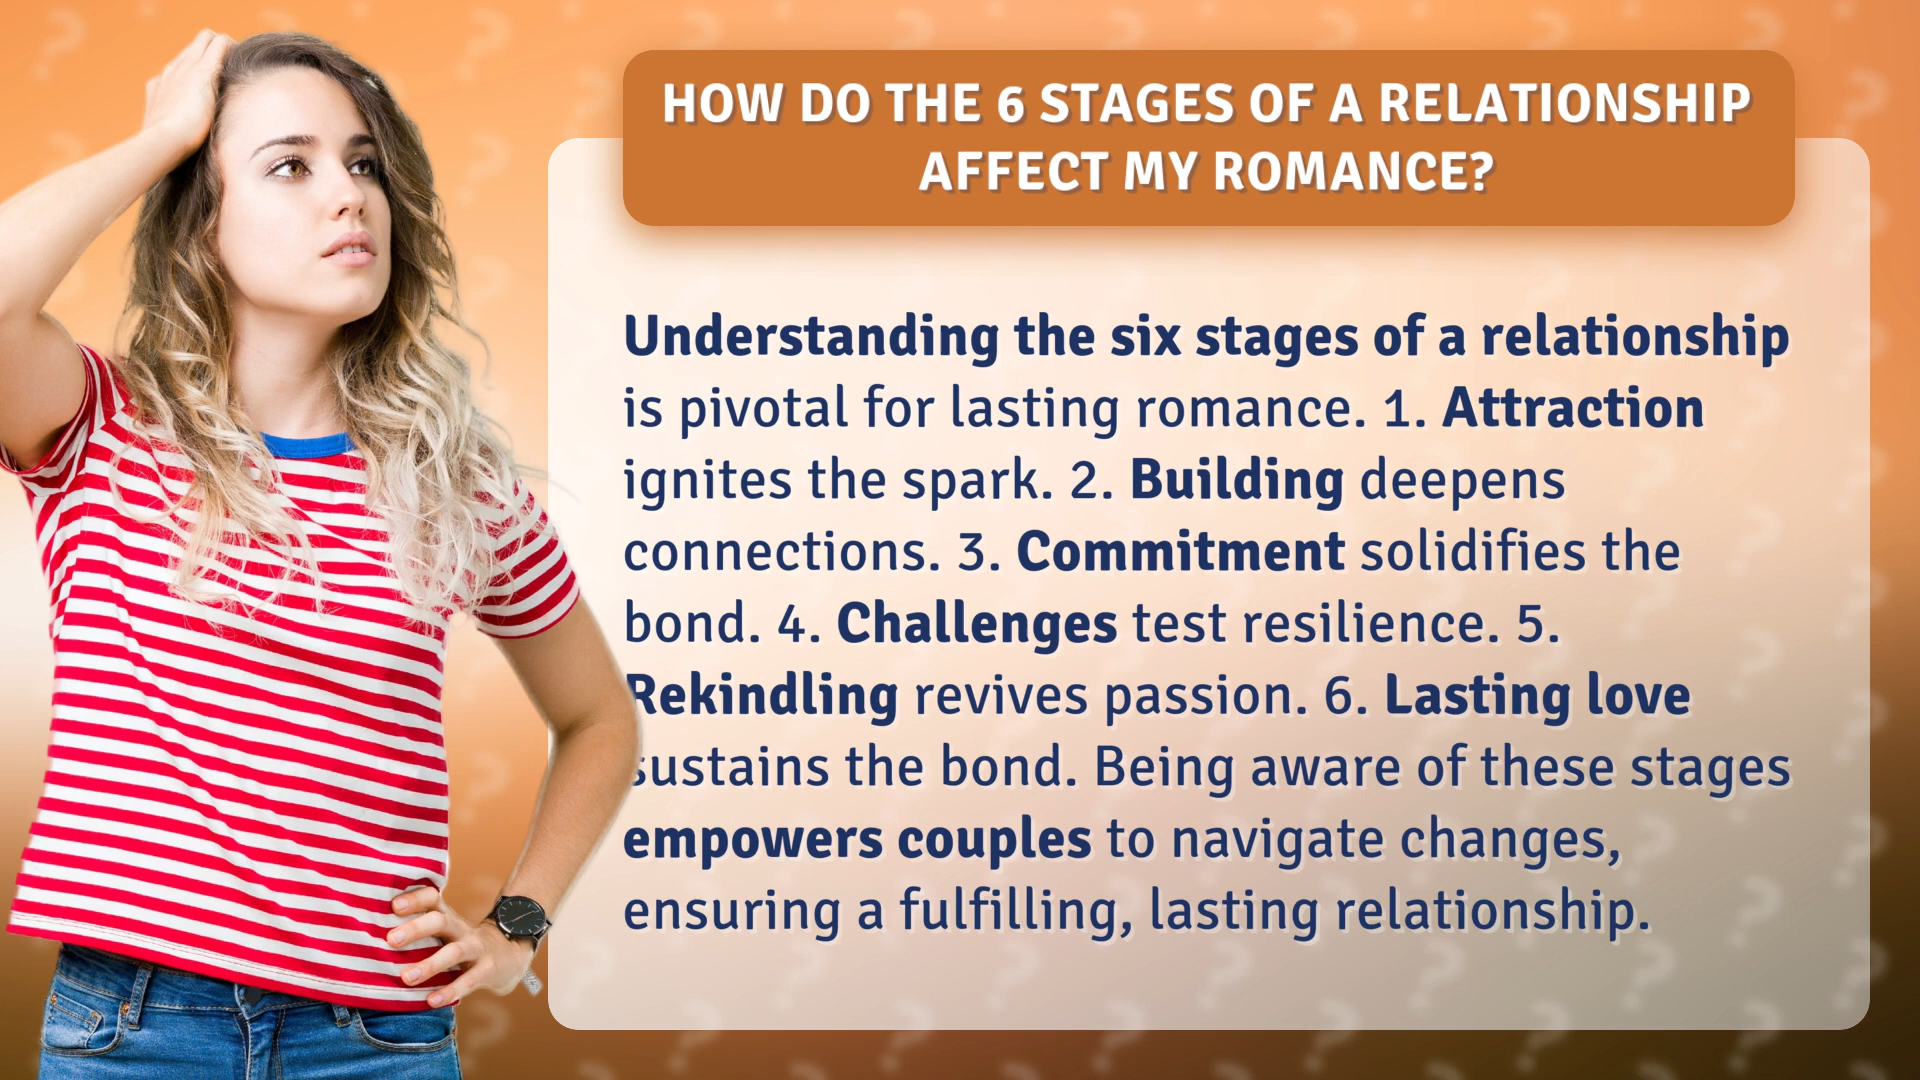 HOW DO THE 6 STAGES OF A RELATIONSHIP
AFFECT MY ROMANCE?
Understanding the six stages of a relationship
is pivotal for lasting romance. 1. Attraction
ignites the spark. 2. Building deepens
connections. 3. Commitment solidifies the
bond. 4. Challenges test resilience. 5.
Rekindling revives passion. 6. Lasting love
sustains the bond. Being aware of these stages
empowers couples to navigate changes,
ensuring a fulfilling, lasting relationship.